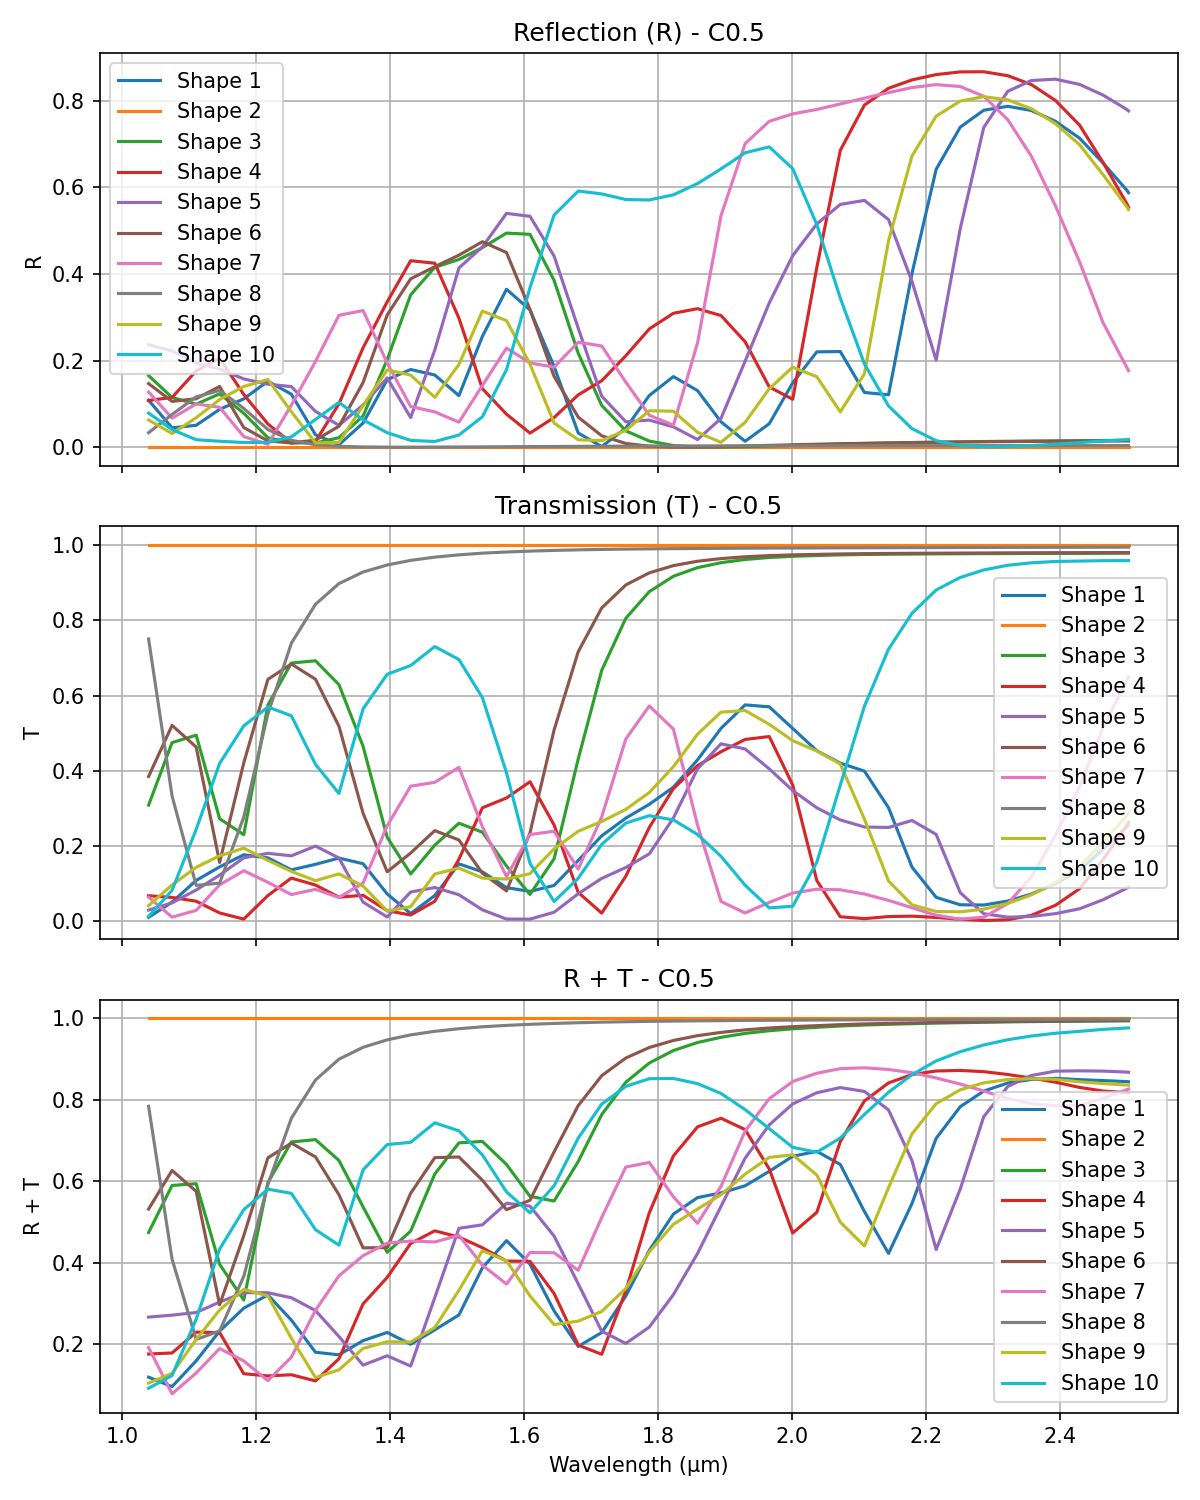 Reflection (R) - C0.5
R
0.8
0.6
0.4
0.2
0.0
Shape 1
Shape 2
Shape 3
Shape 4
Shape 5
Shape 6
Shape 7
Shape 8
Shape 9
Shape 10
Transmission (T) - C0.5
T
1.0
0.8
0.6
0.4
0.2
0.0
Shape 1
Shape 2
Shape 3
Shape 4
Shape 5
Shape 6
Shape 7
Shape 8
Shape 9
Shape 10
R + T - C0.5
R + T
1.0
0.8
0.6
0.4
0.2
Shape 1
Shape 2
Shape 3
Shape 4
Shape 5
Shape 6
Shape 7
Shape 8
Shape 9
Shape 10
1.0 1.2 1.4 1.6 1.8 2.0 2.2 2.4
Wavelength (μm)